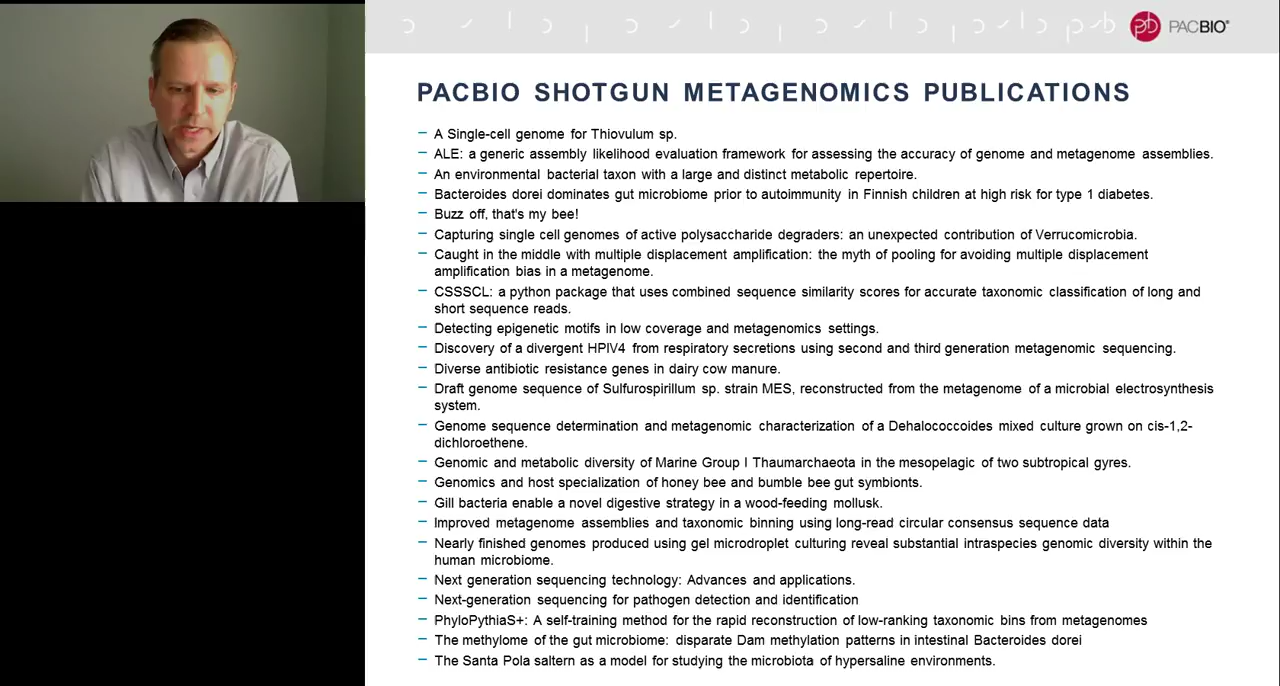 PACBIO®
PACBIO SHOTGUN METAGENOMICS PUBLICATIONS
– A Single-cell genome for Thiovulum sp.
– ALE: a generic assembly likelihood evaluation framework for assessing the accuracy of genome and metagenome assemblies.
– An environmental bacterial taxon with a large and distinct metabolic repertoire.
– Bacteroides dorei dominates gut microbiome prior to autoimmunity in Finnish children at high risk for type 1 diabetes.
– Buzz off, that's my bee!
– Capturing single cell genomes of active polysaccharide degraders: an unexpected contribution of Verrucomicrobia.
– Caught in the middle with multiple displacement amplification: the myth of pooling for avoiding multiple displacement
amplification bias in a metagenome.
– CSSSCL: a python package that uses combined sequence similarity scores for accurate taxonomic classification of long and
short sequence reads.
– Detecting epigenetic motifs in low coverage and metagenomics settings.
– Discovery of a divergent HPIV4 from respiratory secretions using second and third generation metagenomic sequencing.
– Diverse antibiotic resistance genes in dairy cow manure.
– Draft genome sequence of Sulfurospirillum sp. strain MES, reconstructed from the metagenome of a microbial electrosynthesis
system.
– Genome sequence determination and metagenomic characterization of a Dehalococcoides mixed culture grown on cis-1,2-
dichloroethene.
– Genomic and metabolic diversity of Marine Group I Thaumarchaeota in the mesopelagic of two subtropical gyres.
– Genomics and host specialization of honey bee and bumble bee gut symbionts.
– Gill bacteria enable a novel digestive strategy in a wood-feeding mollusk.
– Improved metagenome assemblies and taxonomic binning using long-read circular consensus sequence data
– Nearly finished genomes produced using gel microdroplet culturing reveal substantial intraspecies genomic diversity within the
human microbiome.
– Next generation sequencing technology: Advances and applications.
– Next-generation sequencing for pathogen detection and identification
– PhyloPythiaS+: A self-training method for the rapid reconstruction of low-ranking taxonomic bins from metagenomes
– The methylome of the gut microbiome: disparate Dam methylation patterns in intestinal Bacteroides dorei
– The Santa Pola saltern as a model for studying the microbiota of hypersaline environments.